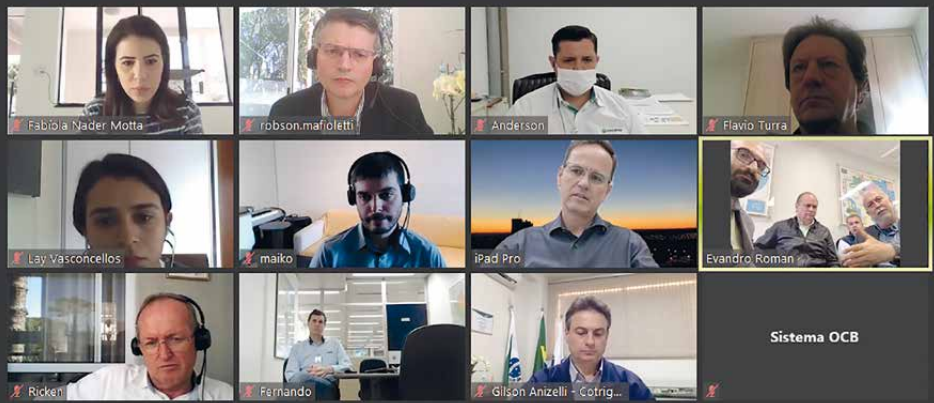 Fabiola Nader Motta
robson.mafioletti
Anderson
Flavio Turra
Lay Vasconcellos
maiko
iPad Pro
Evandro Roman
Ricken
Fernando
Gilson Anizelli - Cotrig...
Sistema OCB